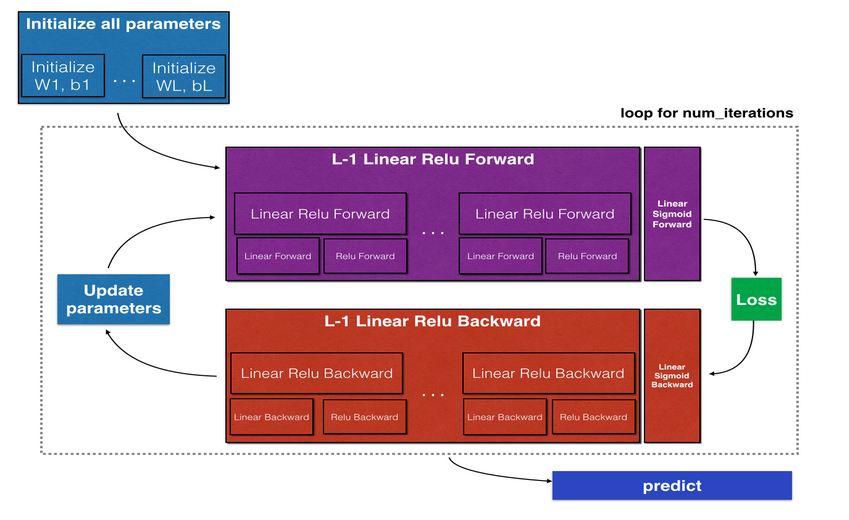 Initialize all parameters
Initialize
W1, b1
. . .
Initialize
WL, bL
loop for num_iterations
L-1 Linear Relu Forward
Linear Relu Forward
. . .
Linear Relu Forward
Linear Forward
Relu Forward
Linear Forward
Relu Forward
Linear
Sigmoid
Forward
Update
parameters
Loss
L-1 Linear Relu Backward
Linear Relu Backward
. . .
Linear Relu Backward
Linear Backward
Relu Backward
Linear Backward
Relu Backward
Linear
Sigmoid
Backward
predict